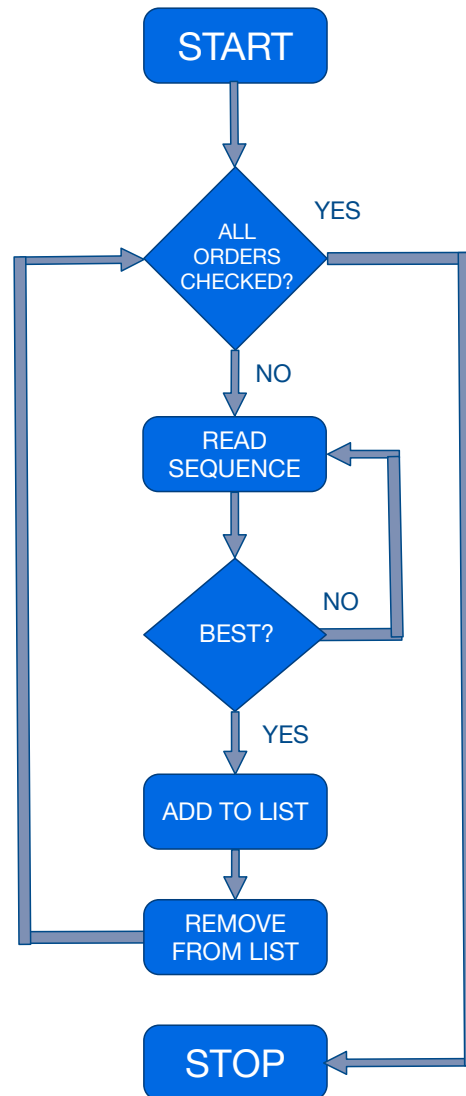 START
YES
ALL
ORDERS
CHECKED?
NO
READ
SEQUENCE
NO
BEST?
YES
ADD TO LIST
REMOVE
FROM LIST
STOP